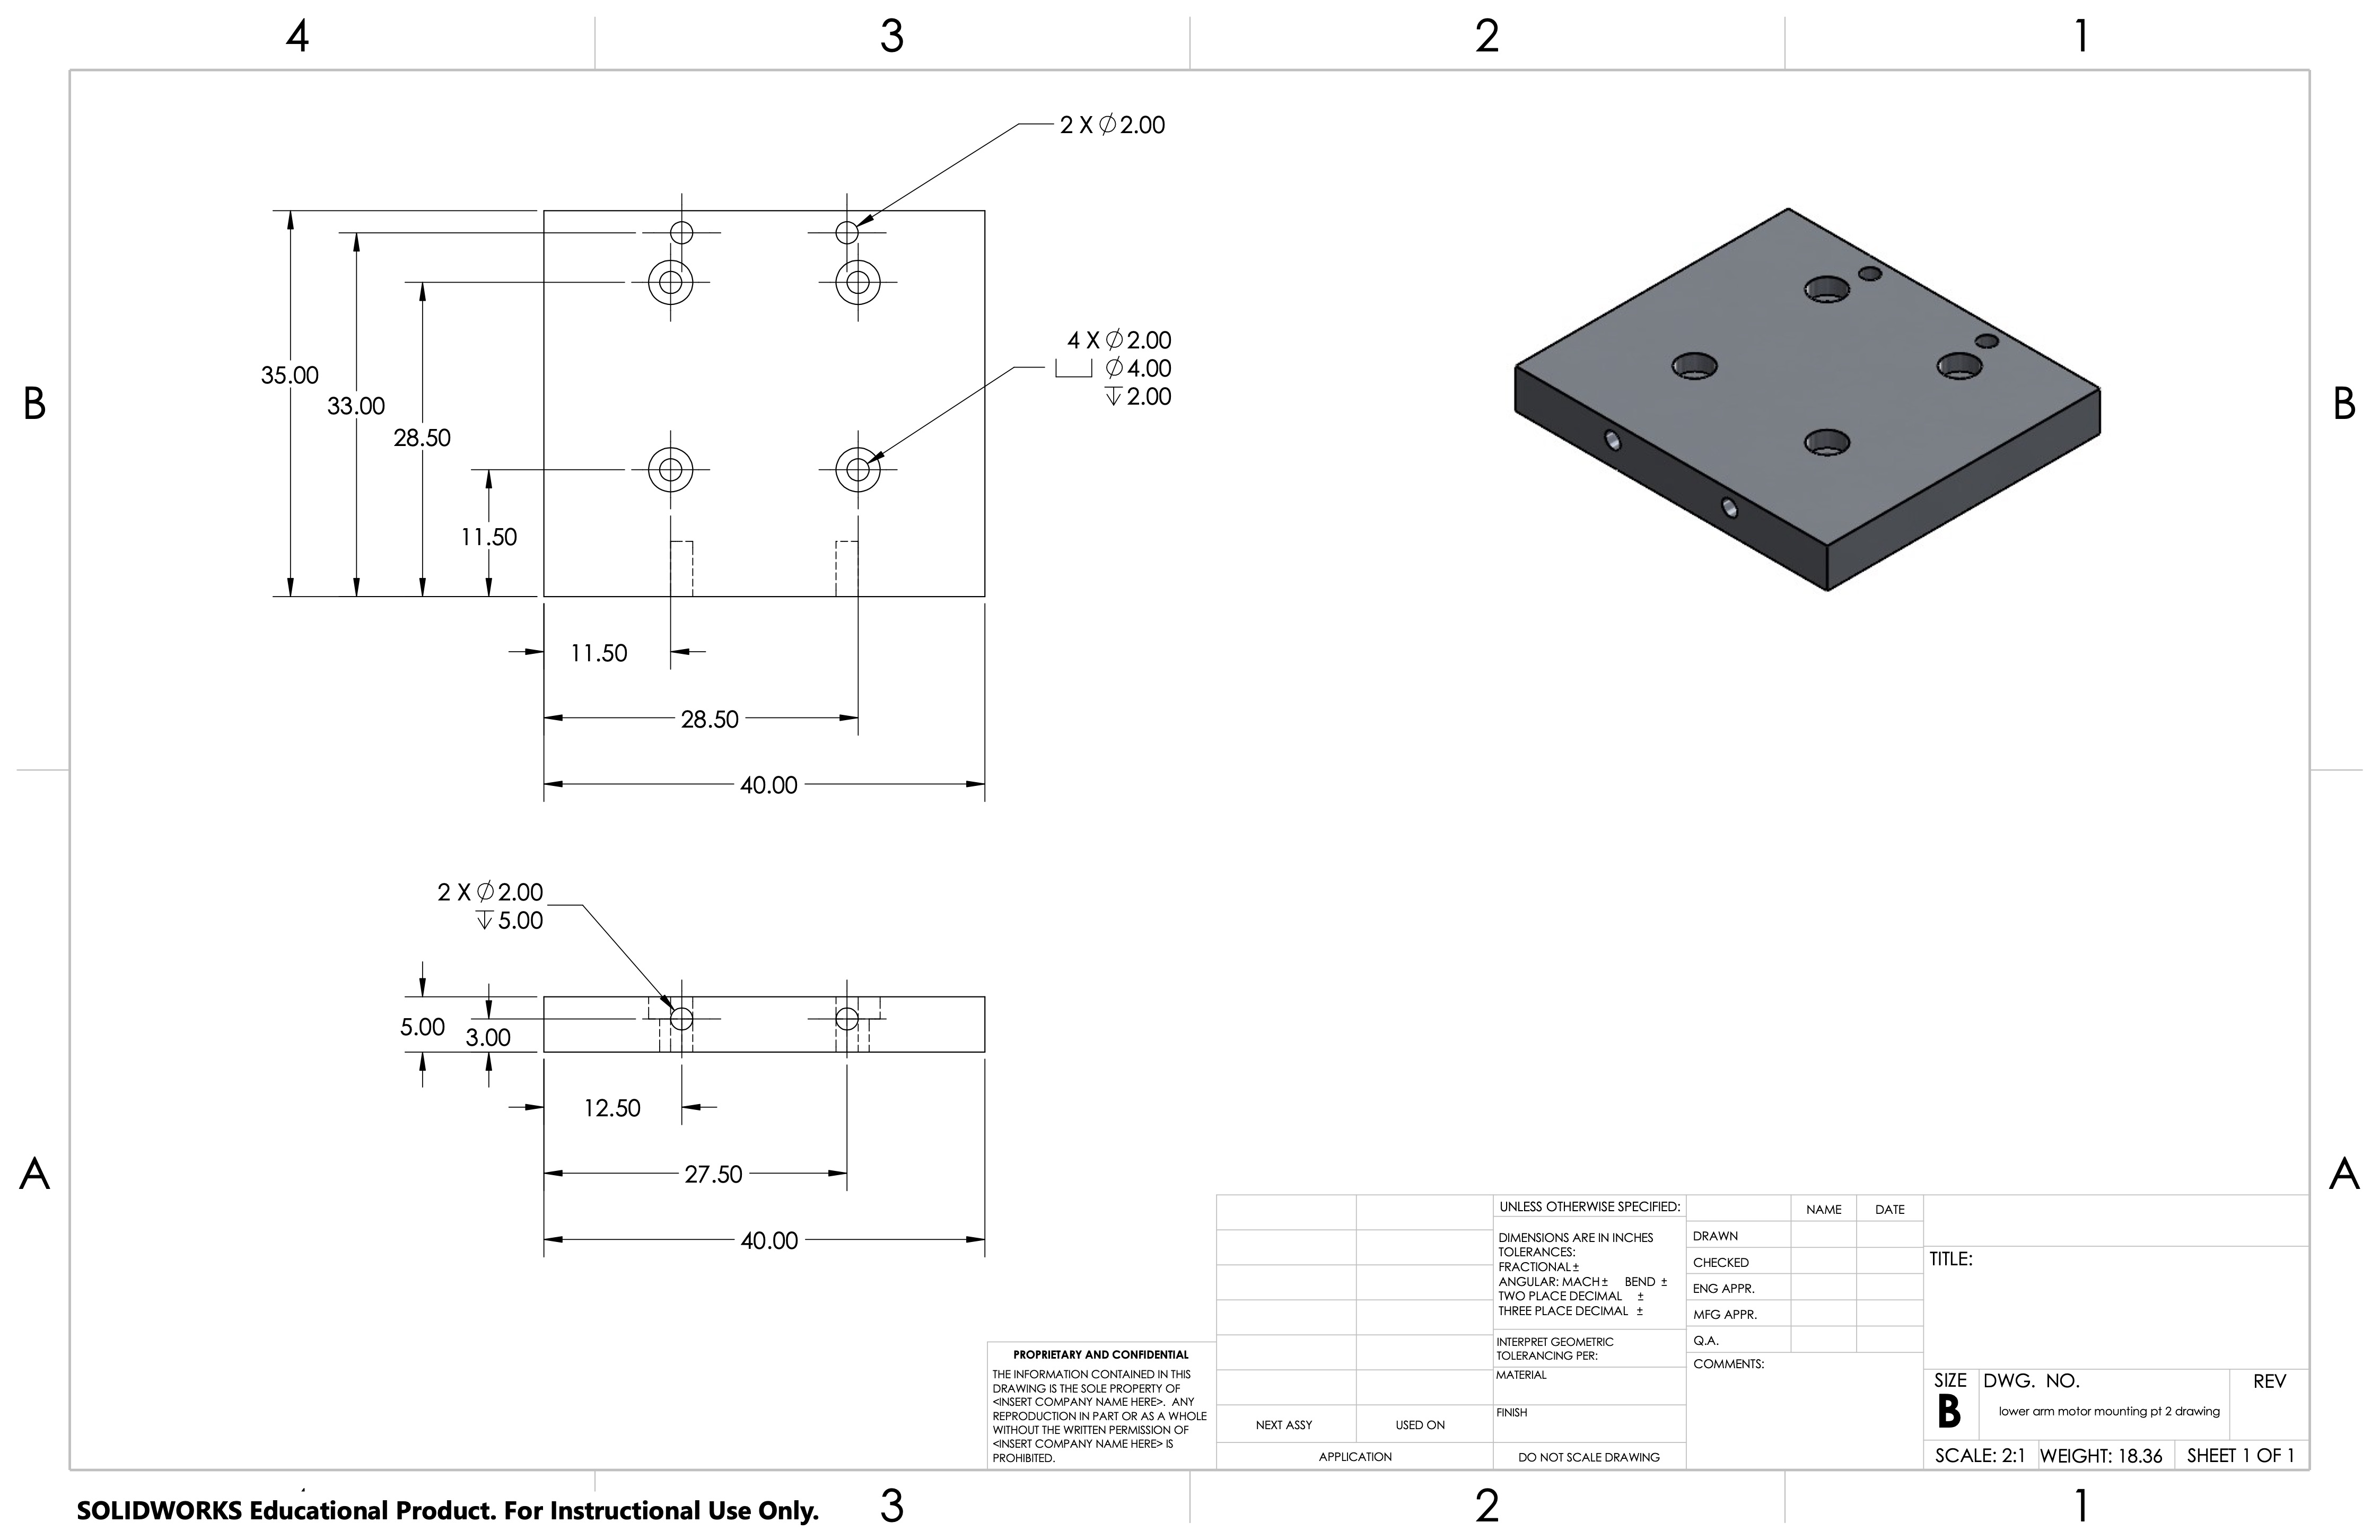 4 3 2 1
2 X ⌀ 2.00
35.00
33.00
28.50
11.50
4 X ⌀ 2.00
⌴ ⌀ 4.00
↧ 2.00
B B
11.50
28.50
40.00
2 X ⌀ 2.00
↧ 5.00
5.00
3.00
12.50
27.50
40.00
A A
PROPRIETARY AND CONFIDENTIAL
THE INFORMATION CONTAINED IN THIS
DRAWING IS THE SOLE PROPERTY OF
<INSERT COMPANY NAME HERE>. ANY
REPRODUCTION IN PART OR AS A WHOLE
WITHOUT THE WRITTEN PERMISSION OF
<INSERT COMPANY NAME HERE> IS
PROHIBITED.
NEXT ASSY USED ON
APPLICATION
UNLESS OTHERWISE SPECIFIED:
DIMENSIONS ARE IN INCHES
TOLERANCES:
FRACTIONAL ±
ANGULAR: MACH ± BEND ±
TWO PLACE DECIMAL ±
THREE PLACE DECIMAL ±
INTERPRET GEOMETRIC
TOLERANCING PER:
MATERIAL
FINISH
DO NOT SCALE DRAWING
NAME DATE
DRAWN
CHECKED
ENG APPR.
MFG APPR.
Q.A.
COMMENTS:
TITLE:
SIZE DWG. NO. REV
B lower arm motor mounting pt 2 drawing
SCALE: 2:1 WEIGHT: 18.36 SHEET 1 OF 1
SOLIDWORKS Educational Product. For Instructional Use Only.
3 2 1